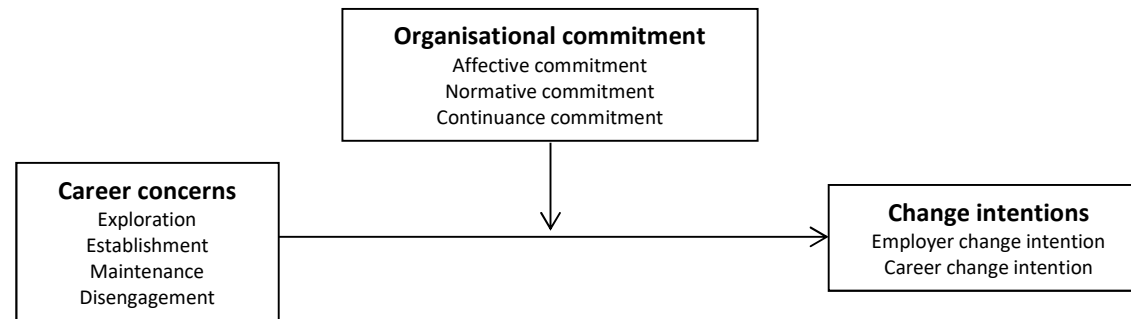 Organisational commitment
Affective commitment
Normative commitment
Continuance commitment
Career concerns
Exploration
Establishment
Maintenance
Disengagement
Change intentions
Employer change intention
Career change intention